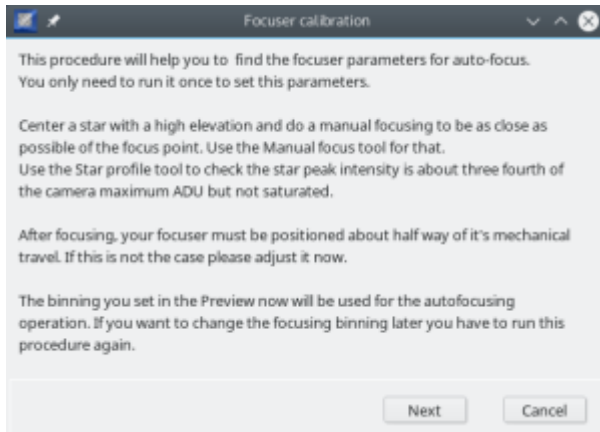 Focuser calibration
This procedure will help you to find the focuser parameters for auto-focus.
You only need to run it once to set this parameters.
Center a star with a high elevation and do a manual focusing to be as close as
possible of the focus point. Use the Manual focus tool for that.
Use the Star profile tool to check the star peak intensity is about three fourth of
the camera maximum ADU but not saturated.
After focusing, your focuser must be positioned about half way of it's mechanical
travel. If this is not the case please adjust it now.
The binning you set in the Preview now will be used for the autofocusing
operation. If you want to change the focusing binning later you have to run this
procedure again.
Next Cancel